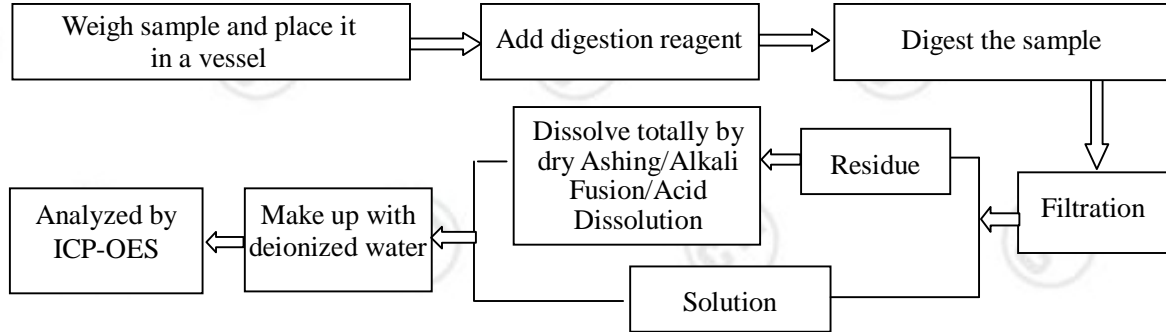 Weigh sample and place it
in a vessel
Add digestion reagent
Digest the sample
Filtration
Residue
Dissolve totally by
dry Ashing/Alkali
Fusion/Acid
Dissolution
Solution
Make up with
deionized water
Analyzed by
ICP-OES